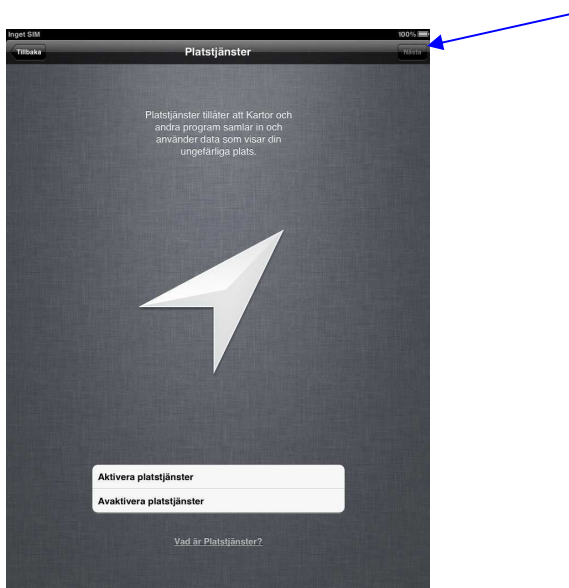 Inget SIM 100%
Tillbaka Platstjänster Nästa
Platstjänster tillåter att Kartor och
andra program samlar in och
använder data som visar din
ungefärliga plats.
Aktivera platstjänster
Avaktivera platstjänster
Vad är Platstjänster?